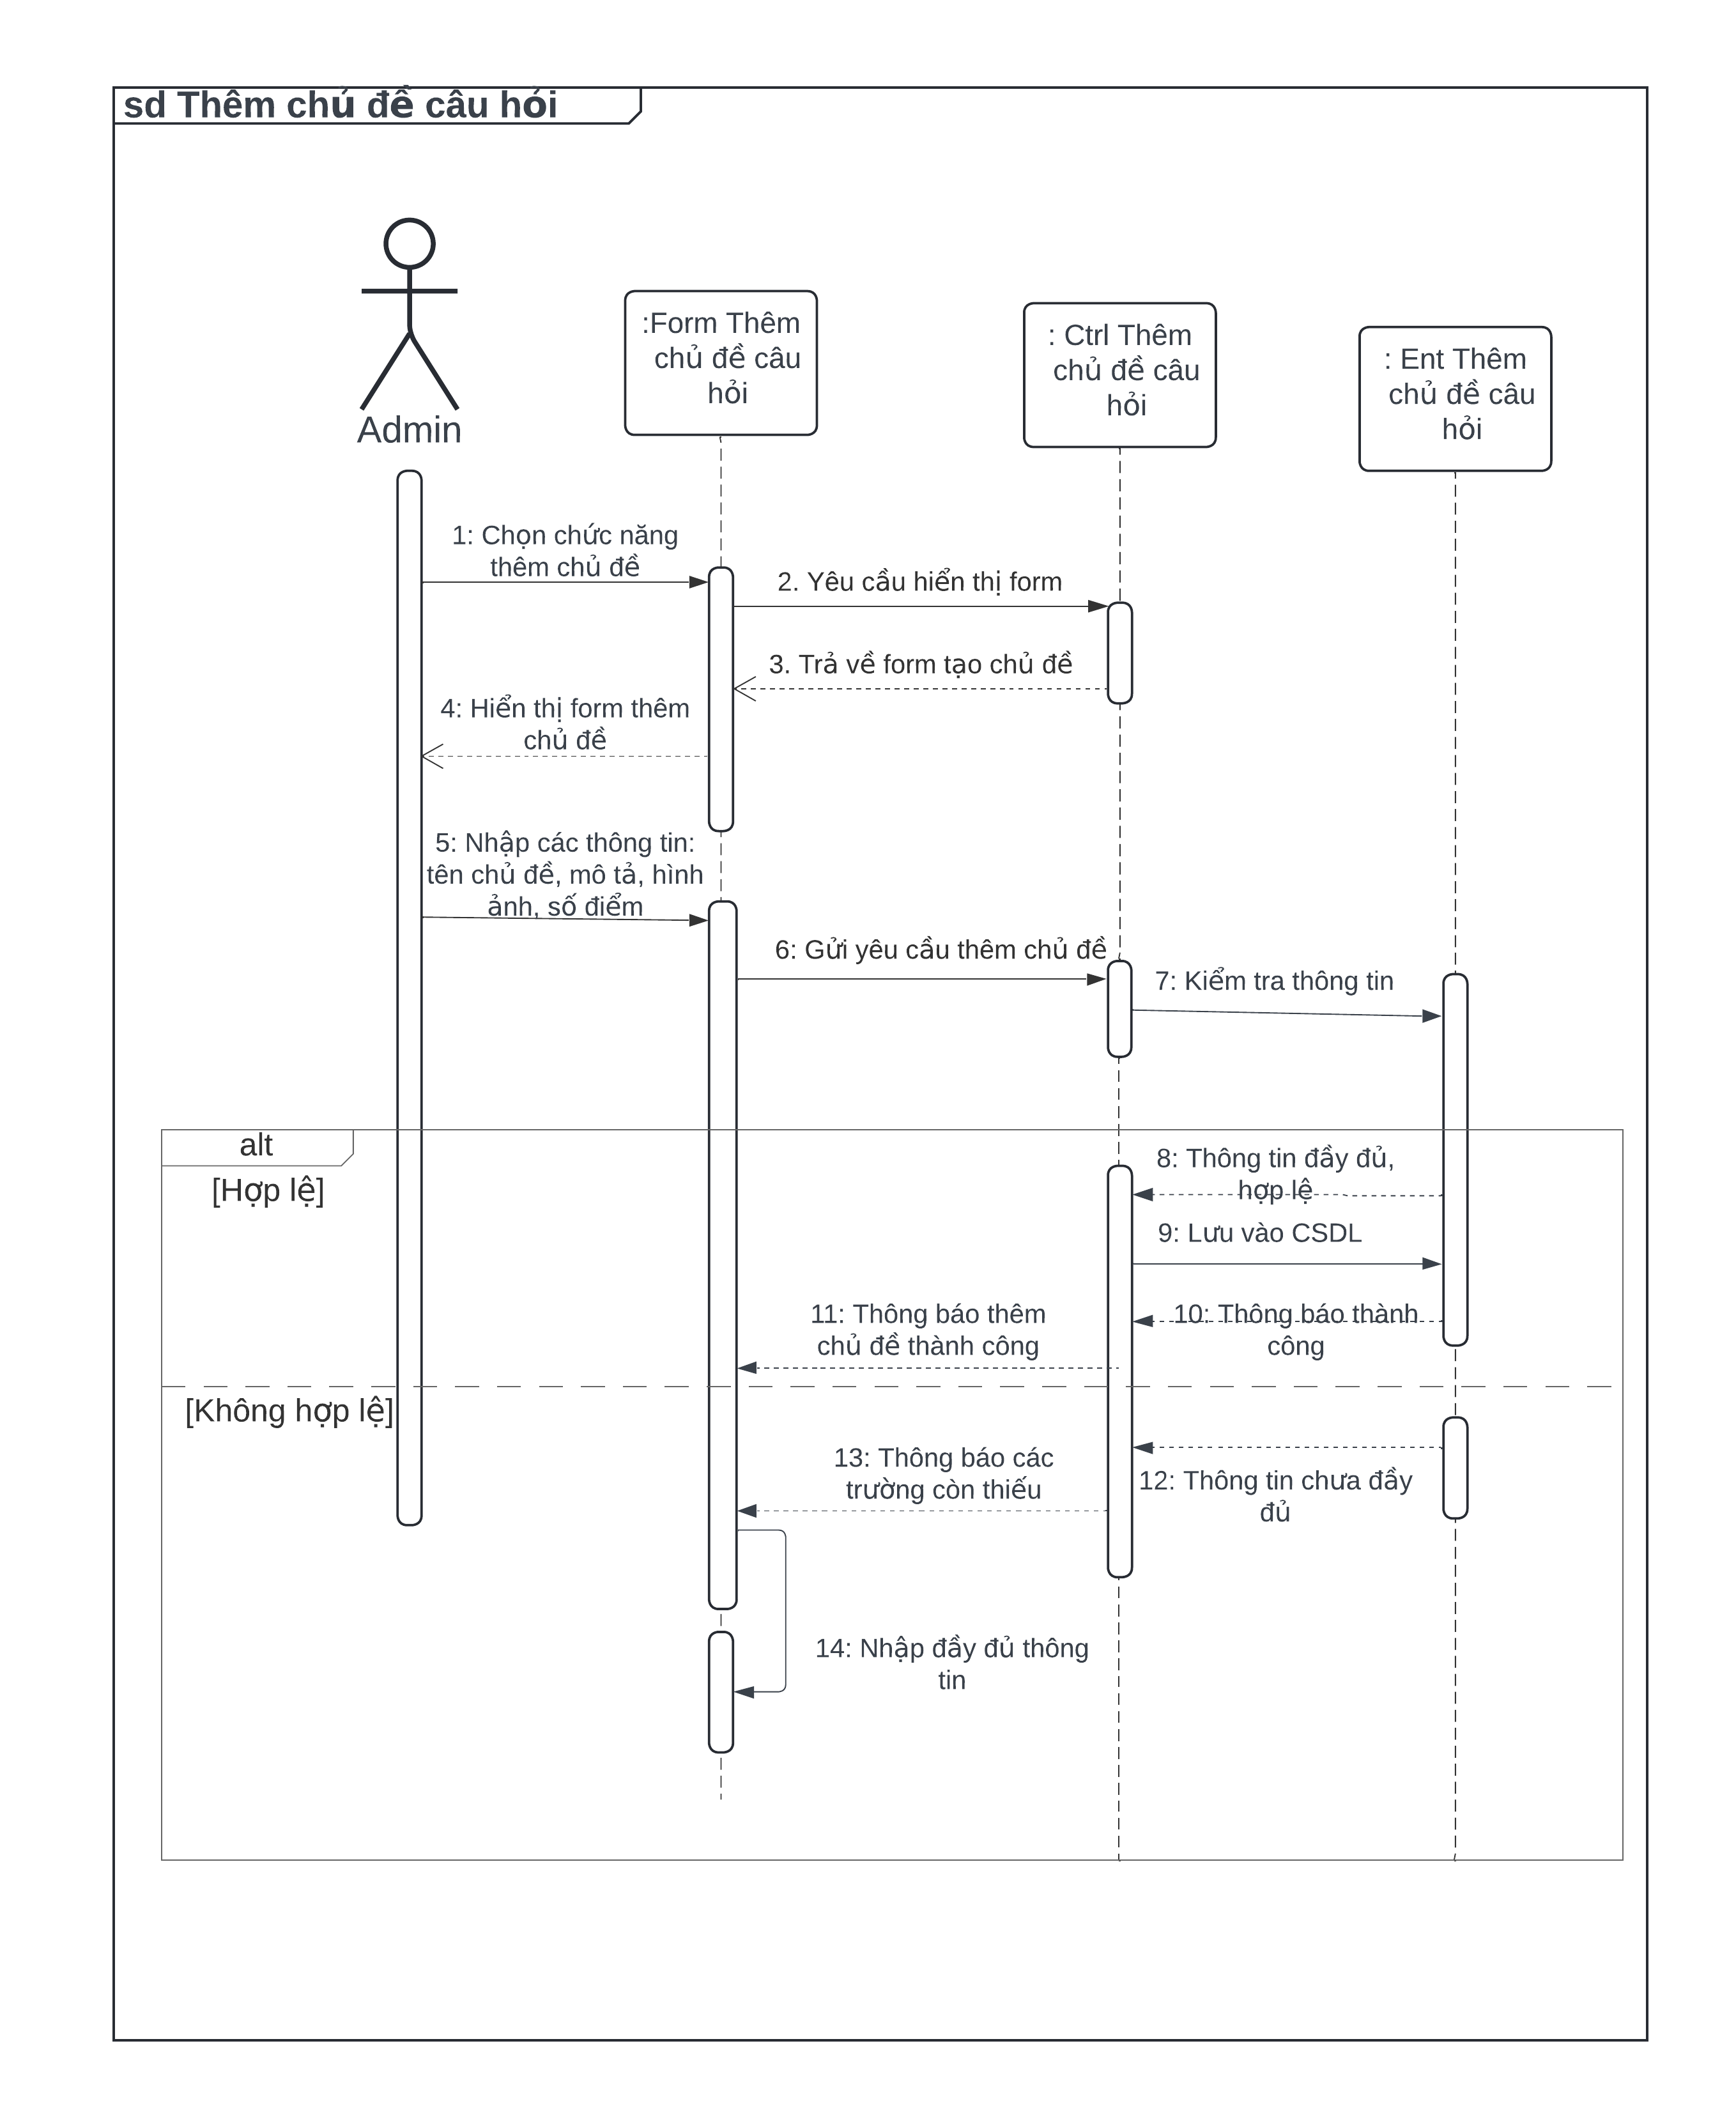 sd Thêm chủ đề câu hỏi
Admin
:Form Thêm
chủ đề câu
hỏi
: Ctrl Thêm
chủ đề câu
hỏi
: Ent Thêm
chủ đề câu
hỏi
1: Chọn chức năng
thêm chủ đề
2. Yêu cầu hiển thị form
3. Trả về form tạo chủ đề
4: Hiển thị form thêm
chủ đề
5: Nhập các thông tin:
tên chủ đề, mô tả, hình
ảnh, số điểm
6: Gửi yêu cầu thêm chủ đề
7: Kiểm tra thông tin
alt
[Hợp lệ]
8: Thông tin đầy đủ,
hợp lệ
9: Lưu vào CSDL
10: Thông báo thành
công
11: Thông báo thêm
chủ đề thành công
[Không hợp lệ]
12: Thông tin chưa đầy
đủ
13: Thông báo các
trường còn thiếu
14: Nhập đầy đủ thông
tin